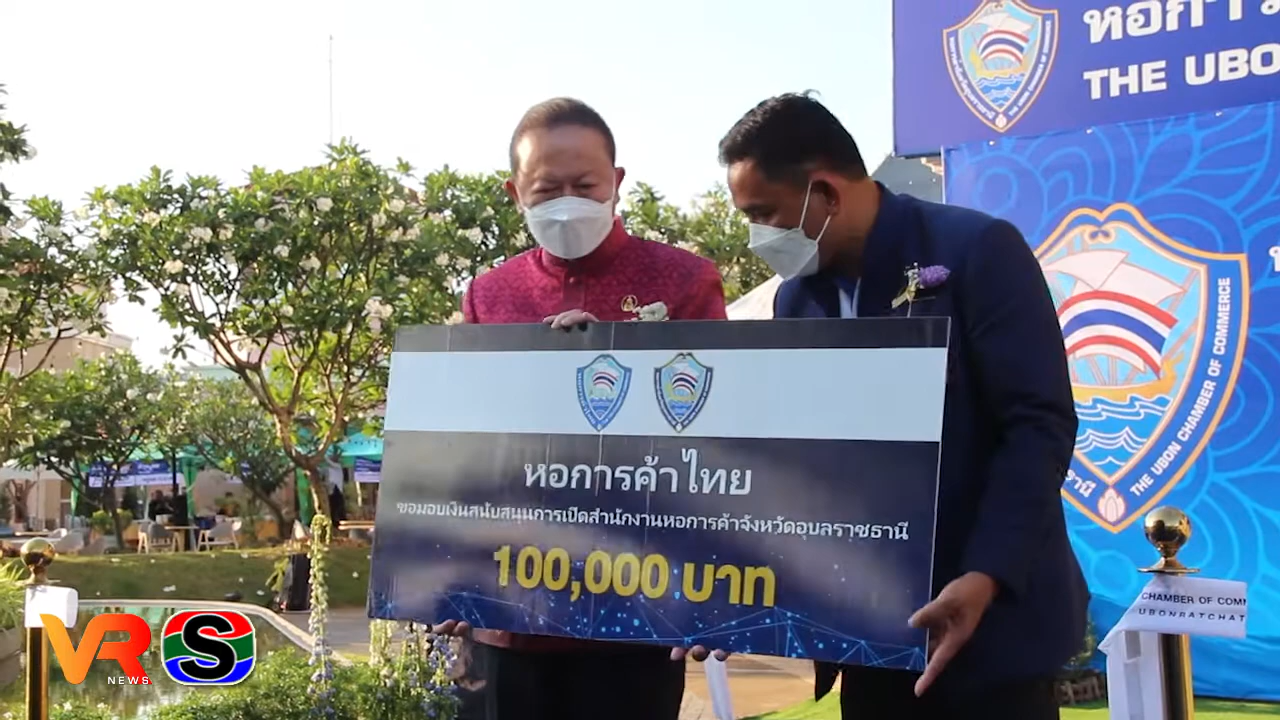 หอการ
THE UBON
THE UBON CHAMBER OF COMMERCE
หอการค้าไทย
ขอมอบเงินสนับสนุนการเปิดสำนักงานหอการค้าจังหวัดอุบลราชธานี
100,000 บาท
CHAMBER OF COMM
UBONRATCHAT
VR
NEWS
S